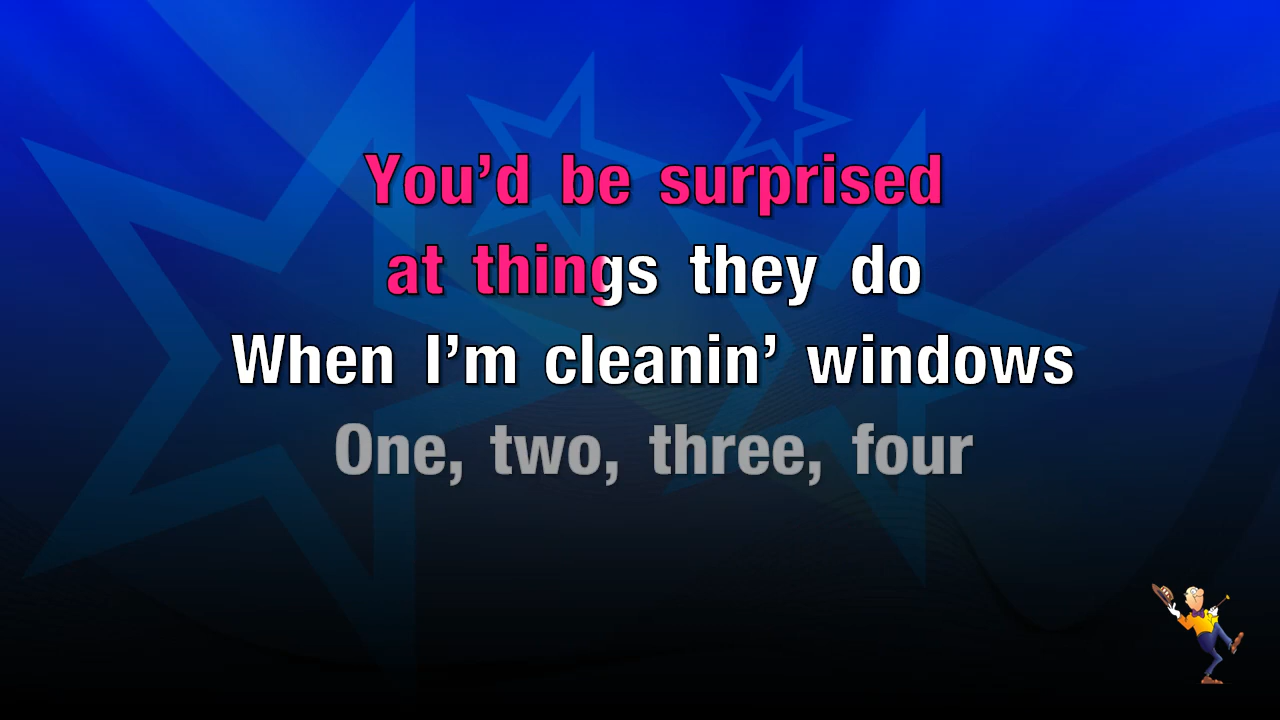 You’d be surprised
at things they do
When I’m cleanin’ windows
One, two, three, four